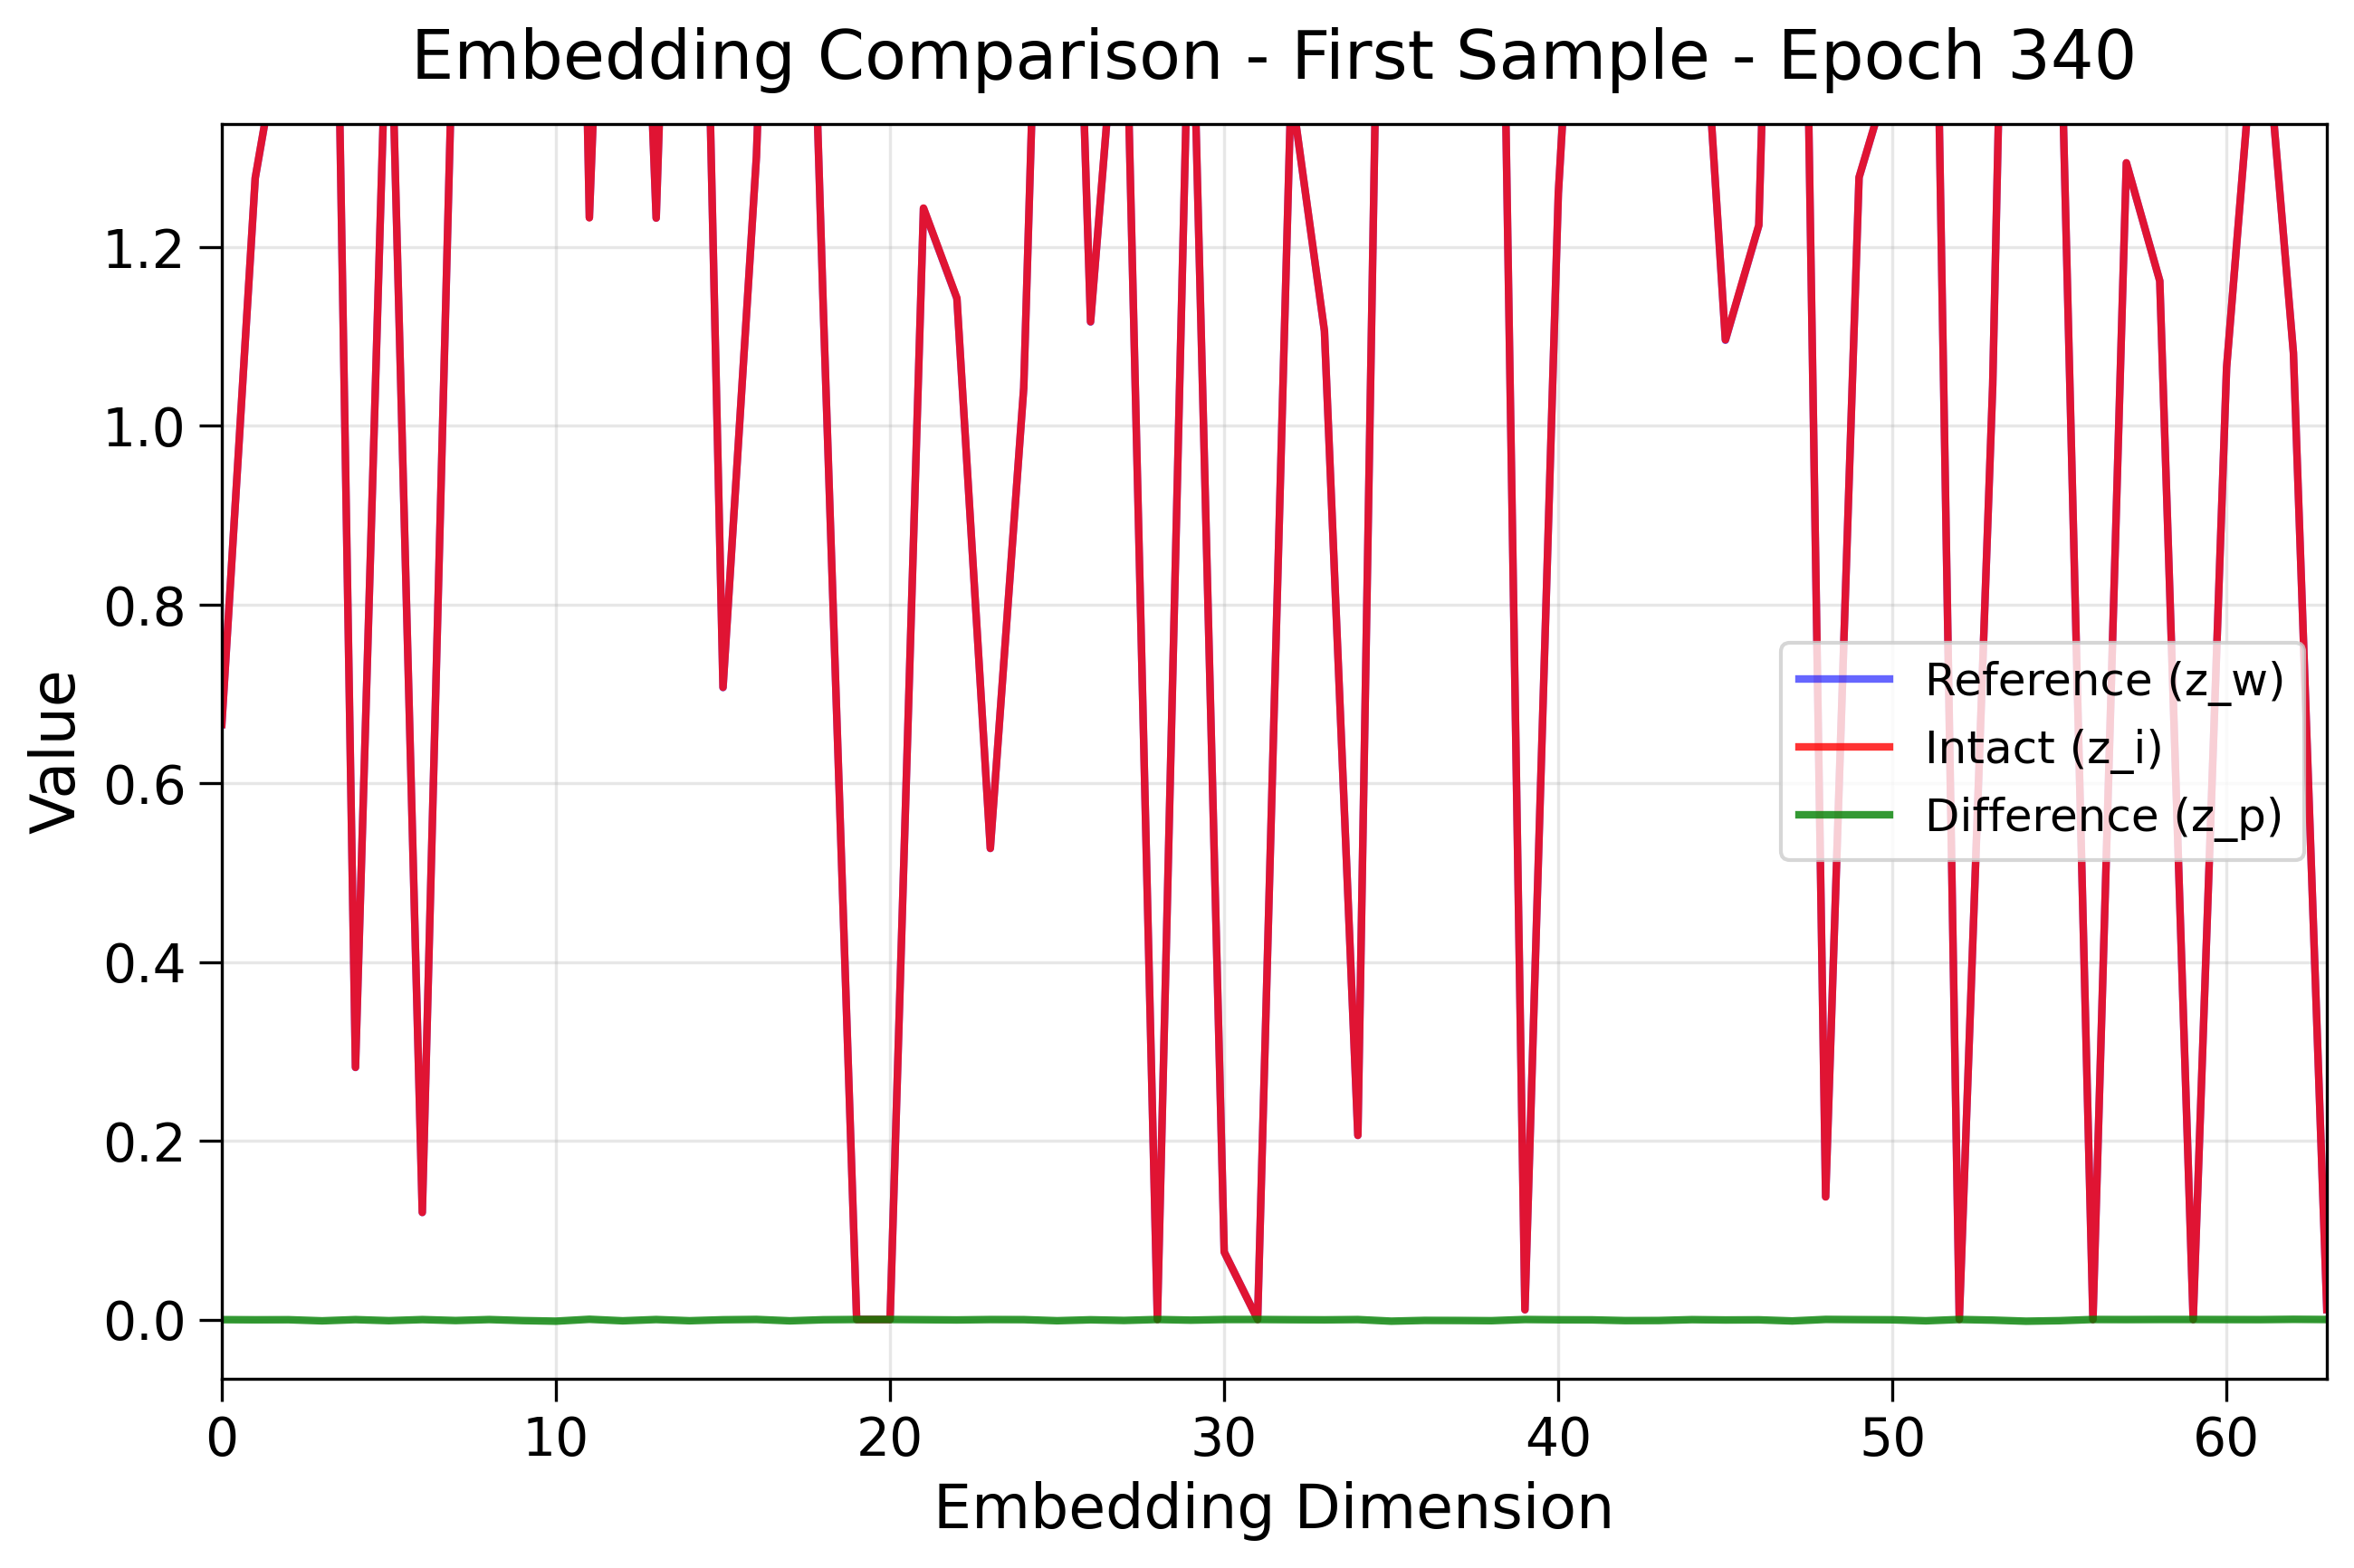 Embedding Comparison - First Sample - Epoch 340
Value
1.2
1.0
0.8
0.6
0.4
0.2
0.0
Reference (z_w)
Intact (z_i)
Difference (z_p)
0 10 20 30 40 50 60
Embedding Dimension